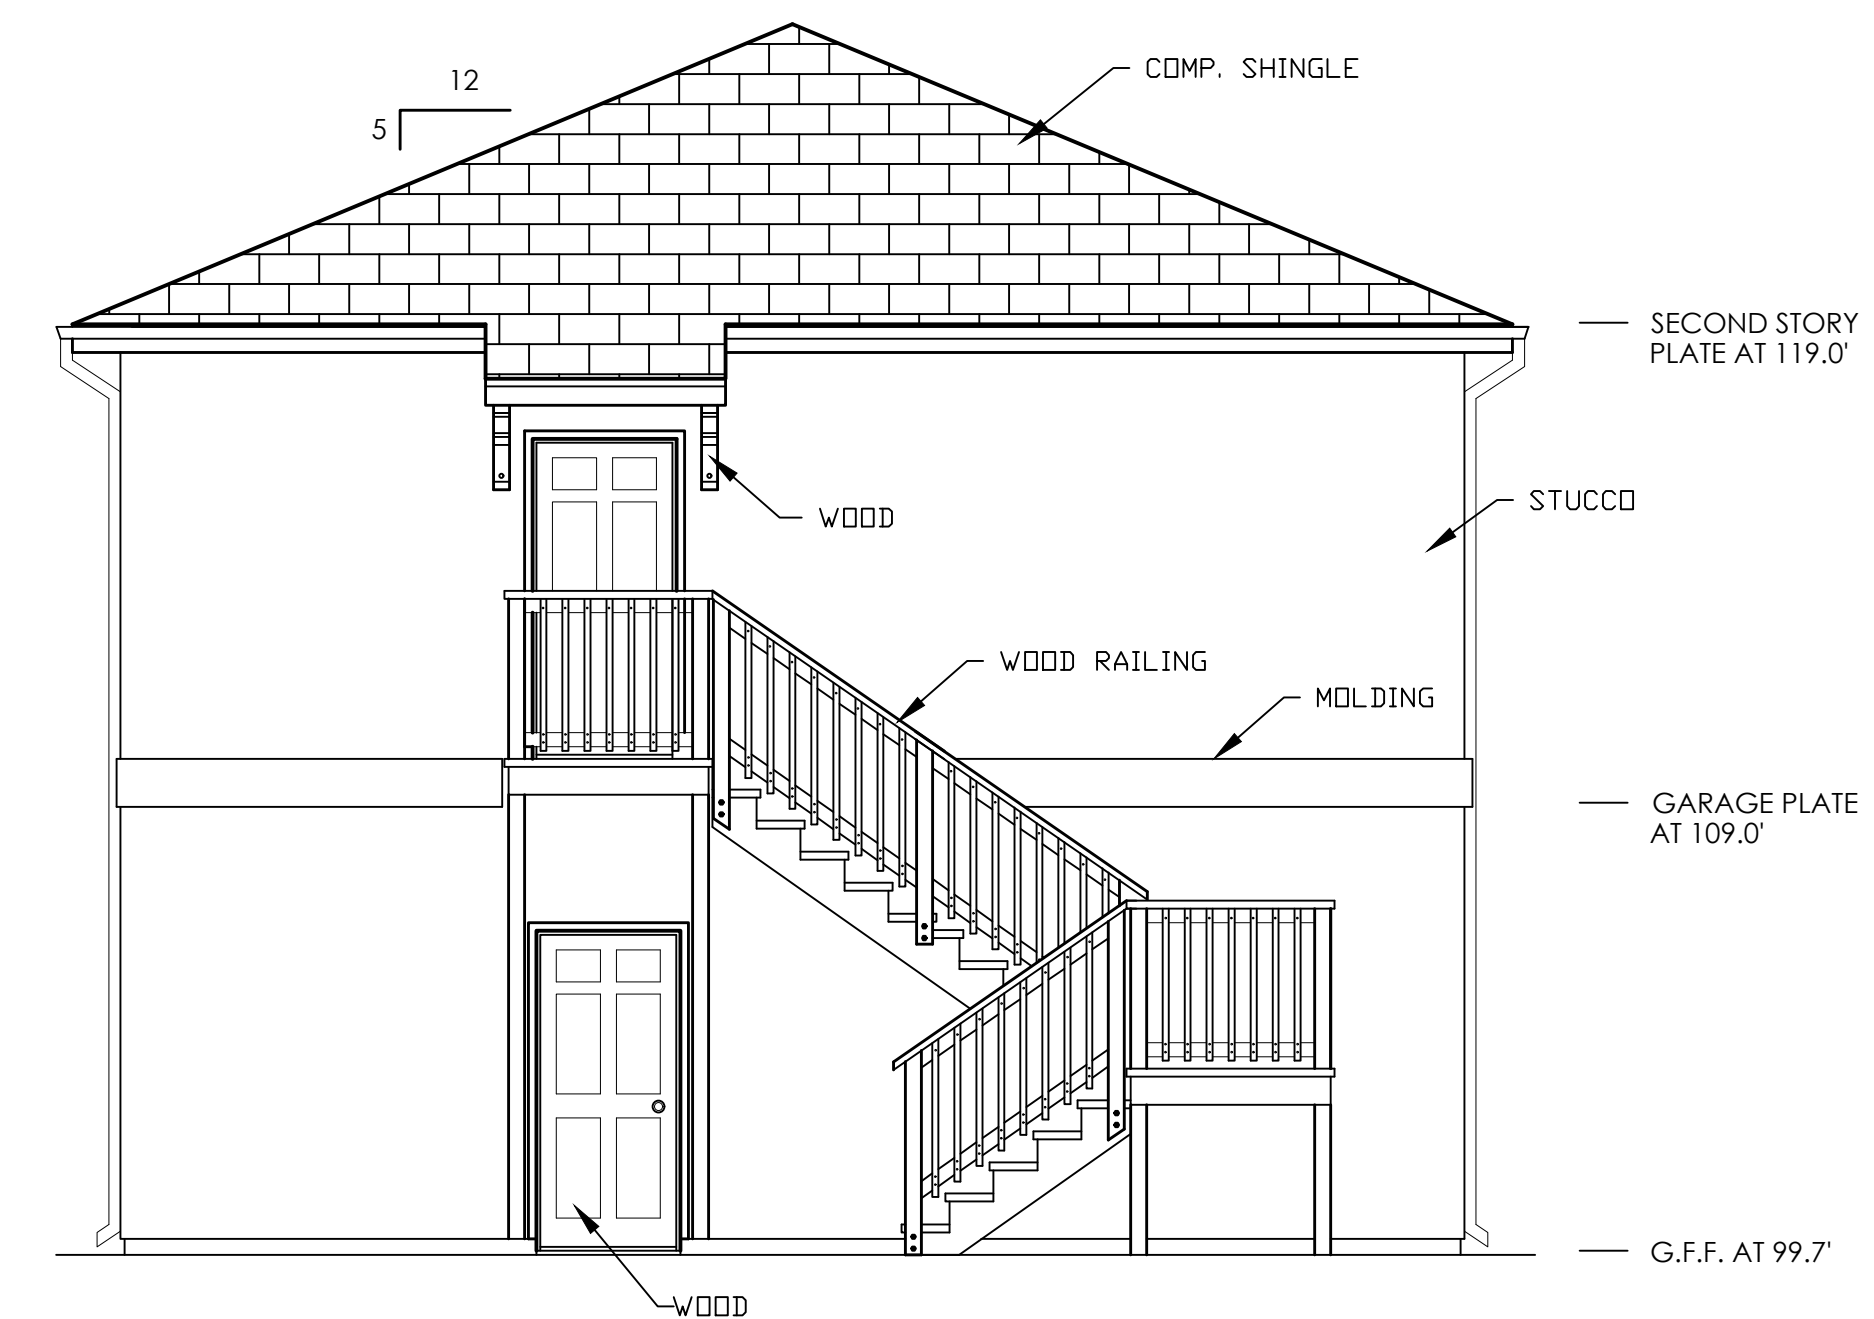 12
5
COMP. SHINGLE
SECOND STORY
PLATE AT 119.0'
STUCCO
WOOD
WOOD RAILING
MOLDING
GARAGE PLATE
AT 109.0'
G.F.F. AT 99.7'
WOOD